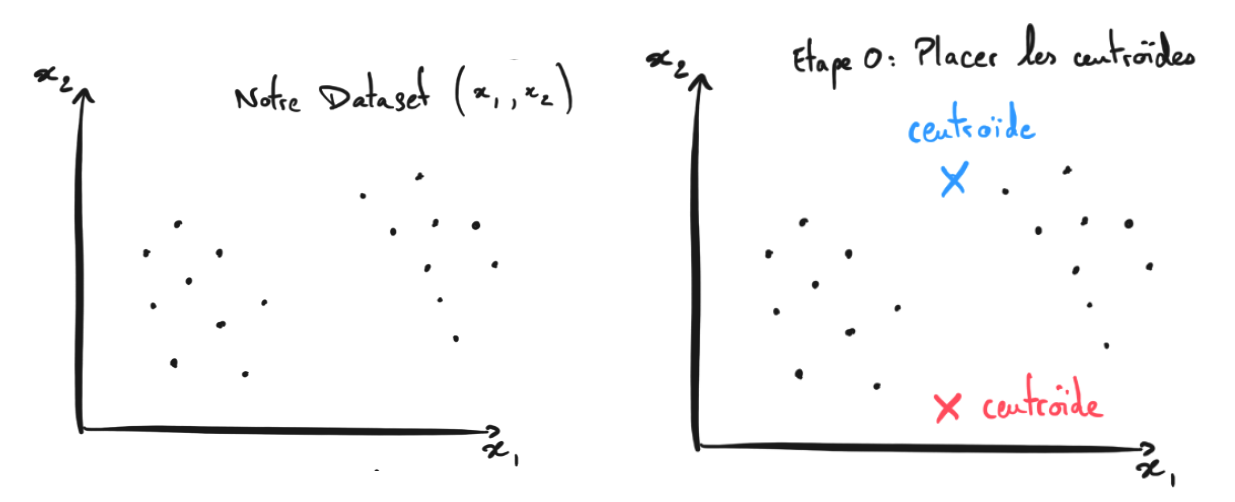 x₂
Notre Dataset (x₁, x₂)
x₁
x₂
Etape 0: Placer les centroïdes
centroïde
centroïde
x₁